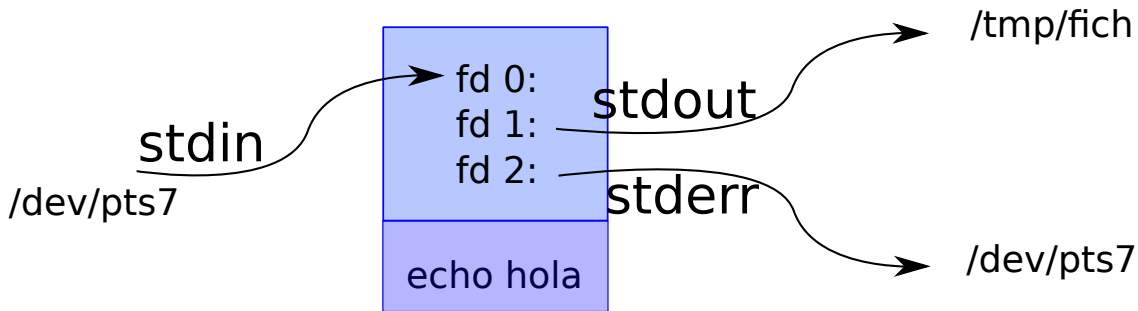 /tmp/fich
fd 0:
stdout
fd 1:
stdin
fd 2:
stderr
/dev/pts7
/dev/pts7
echo hola